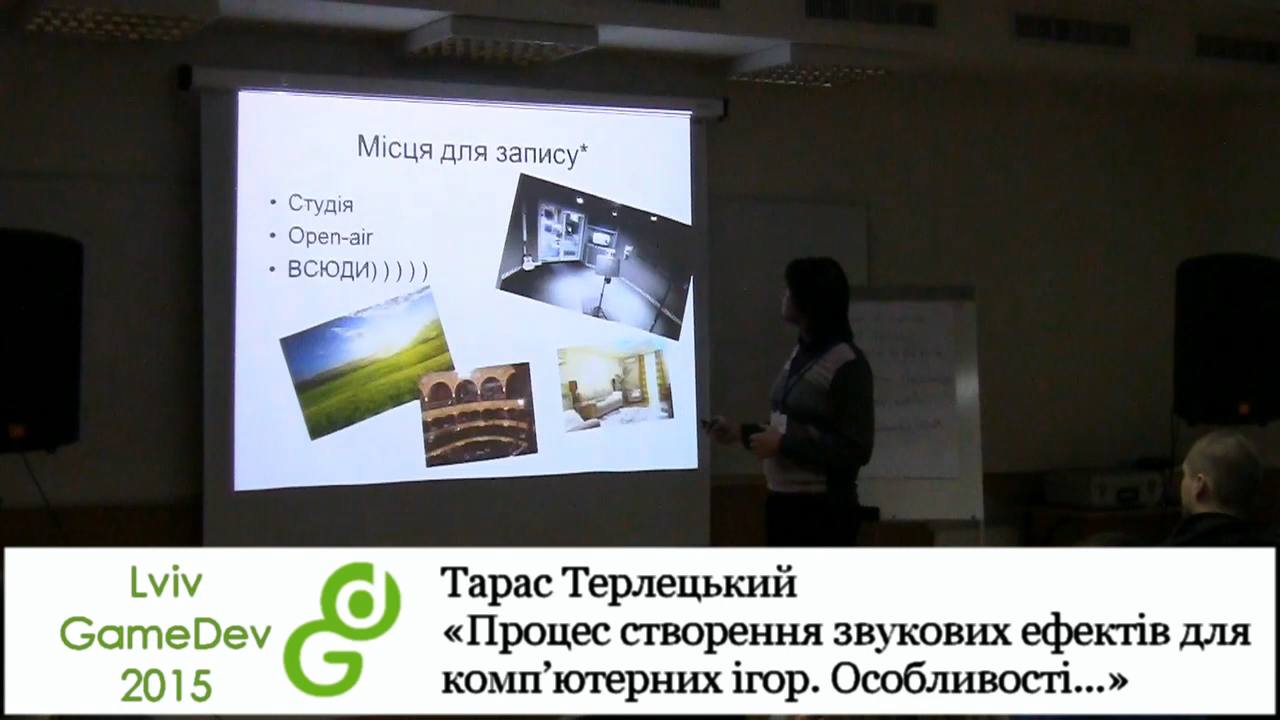 Місця для запису*
• Студія
• Open-air
• ВСЮДИ) ) ) ) )
Lviv
GameDev
2015
Тарас Терлецький
«Процес створення звукових ефектів для
комп’ютерних ігор. Особливості...»